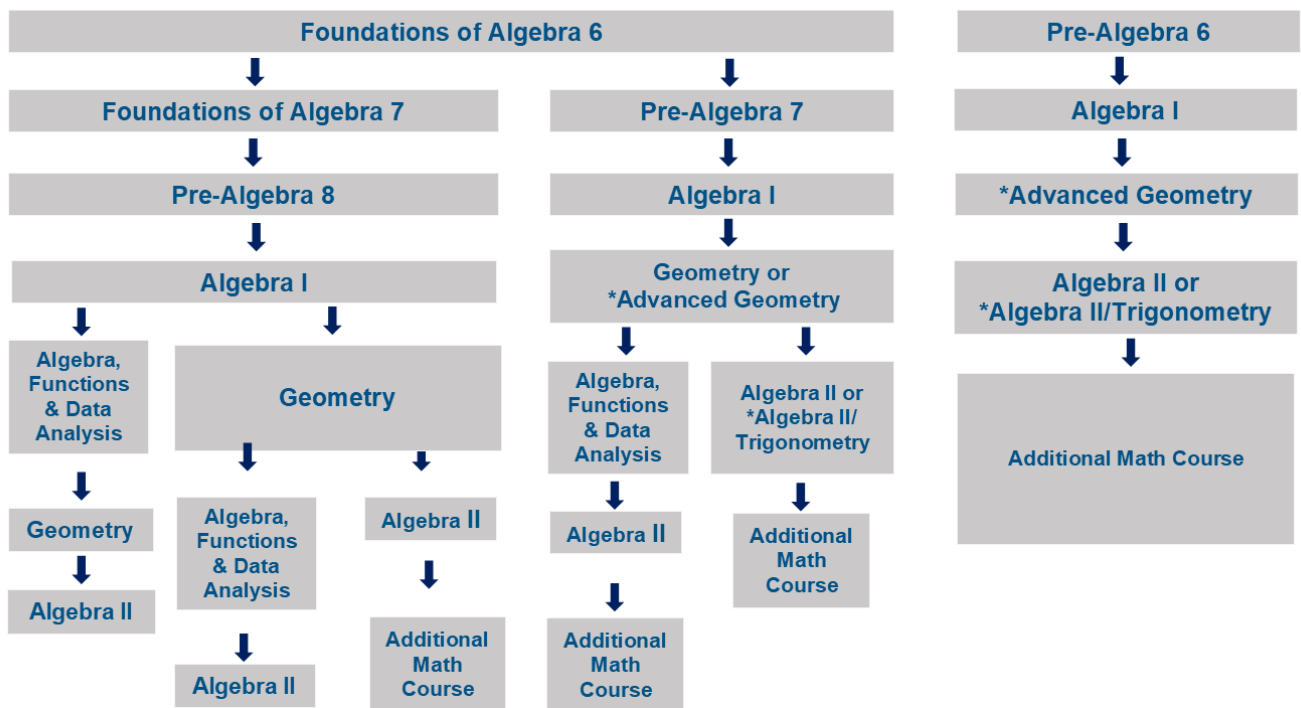 Foundations of Algebra 6
Pre-Algebra 6
Foundations of Algebra 7
Pre-Algebra 7
Algebra I
Pre-Algebra 8
Algebra I
*Advanced Geometry
Algebra I
Geometry or
*Advanced Geometry
Algebra II or
*Algebra II/Trigonometry
Algebra,
Functions
& Data
Analysis
Geometry
Algebra,
Functions
& Data
Analysis
Algebra II or
*Algebra II/
Trigonometry
Additional Math Course
Geometry
Algebra,
Functions
& Data
Analysis
Algebra II
Algebra II
Additional
Math
Course
Algebra II
Algebra II
Additional
Math
Course
Additional
Math
Course